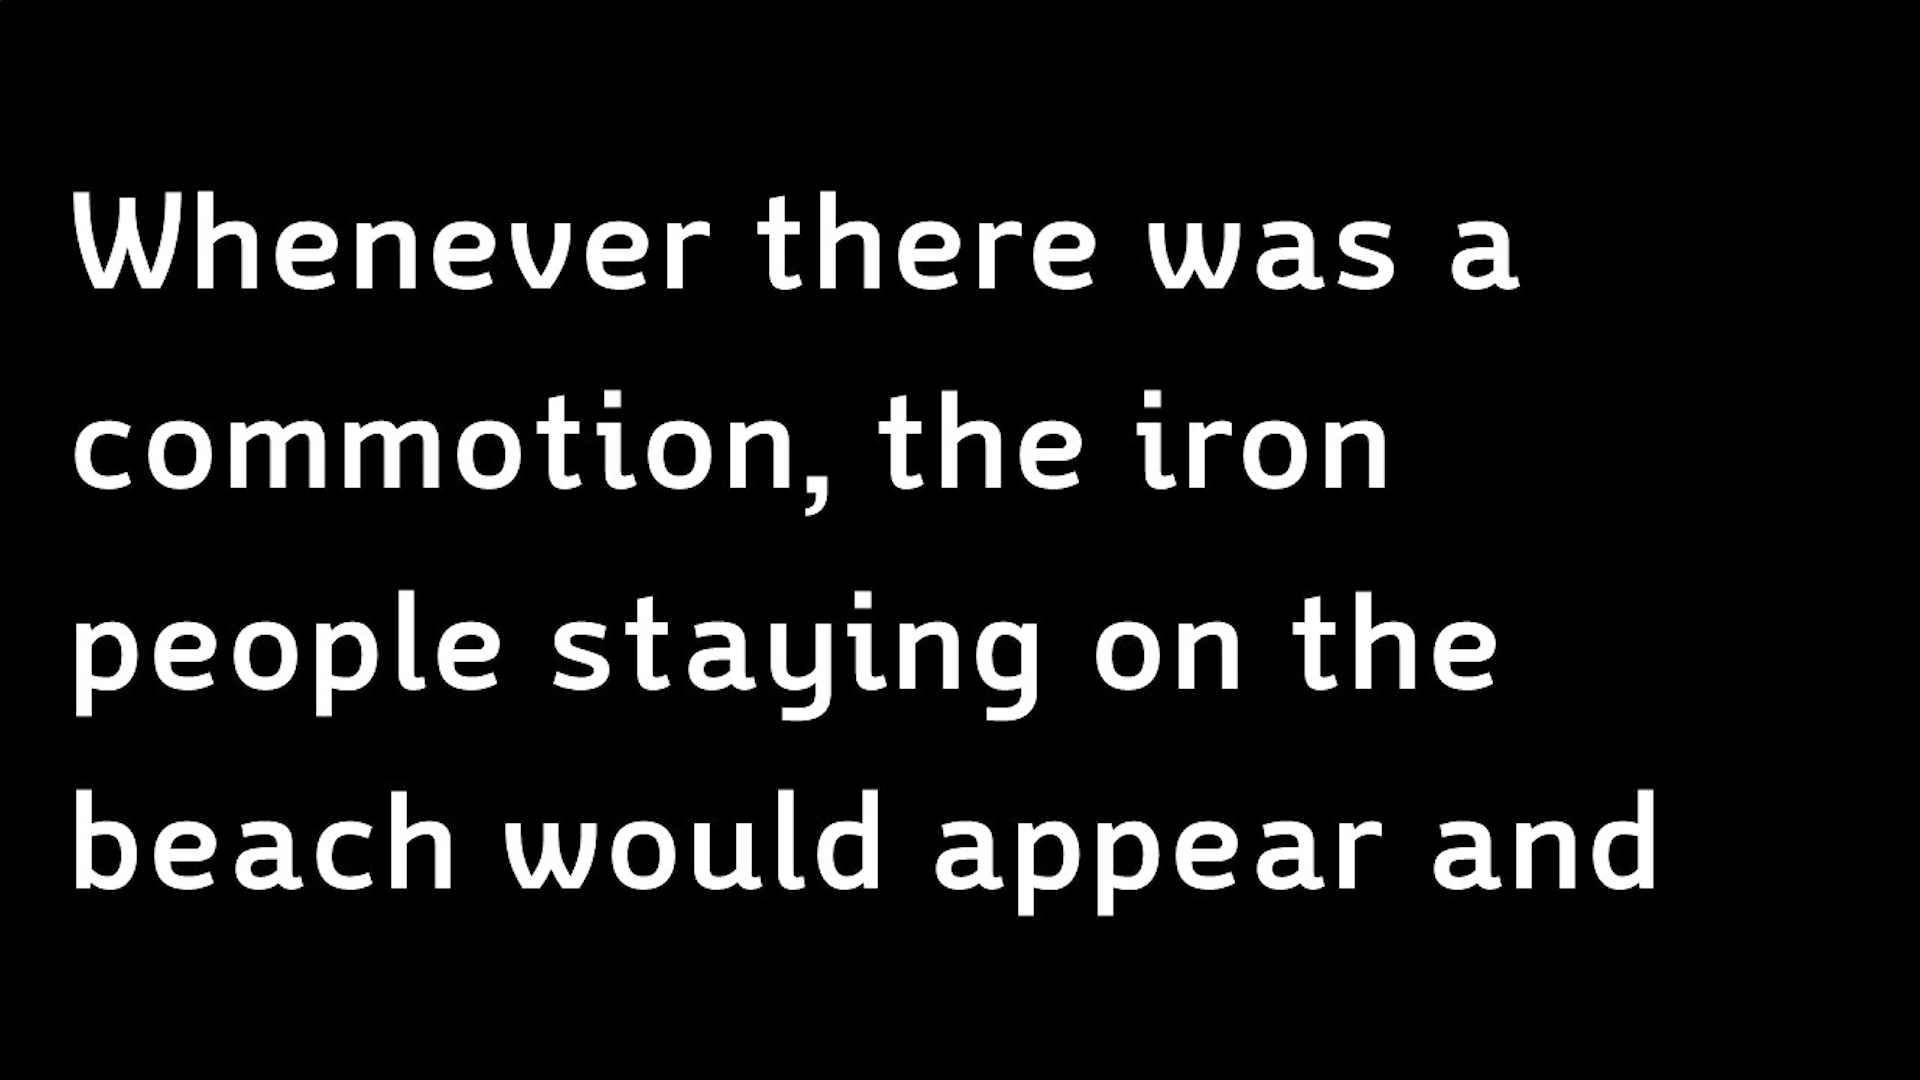 Whenever there was a
commotion, the iron
people staying on the
beach would appear and